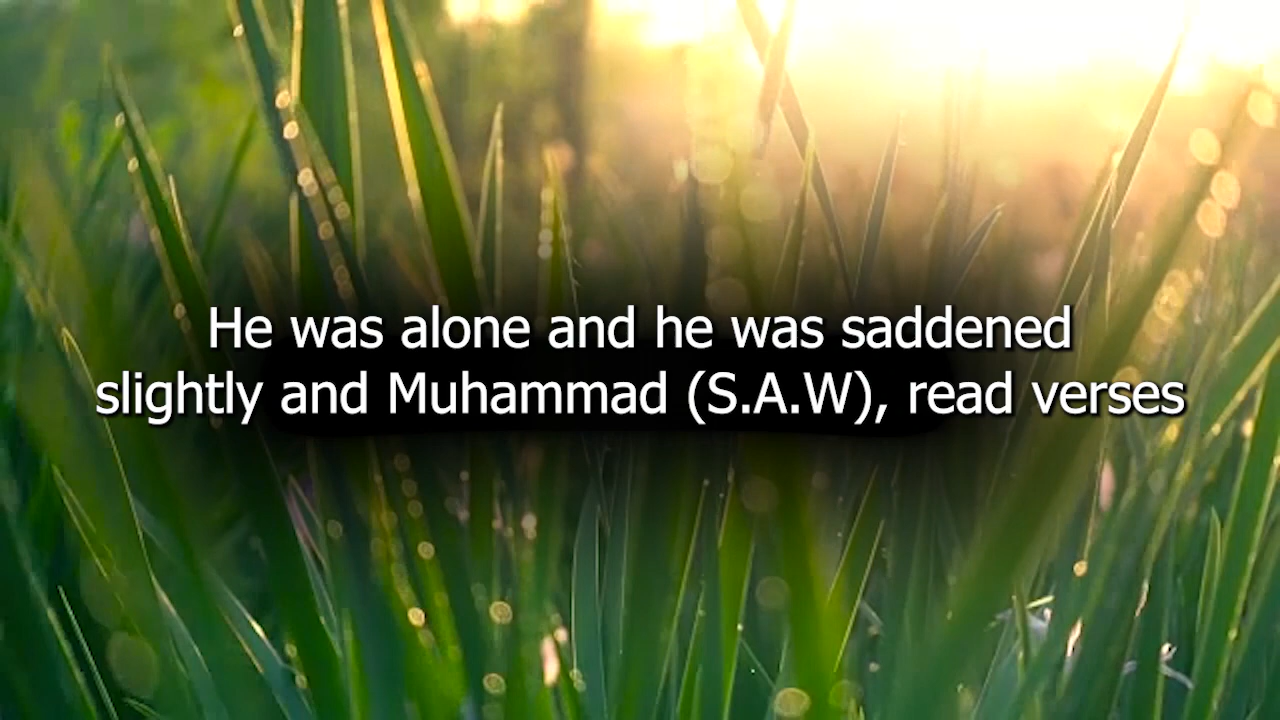 He was alone and he was saddened
slightly and Muhammad (S.A.W), read verses